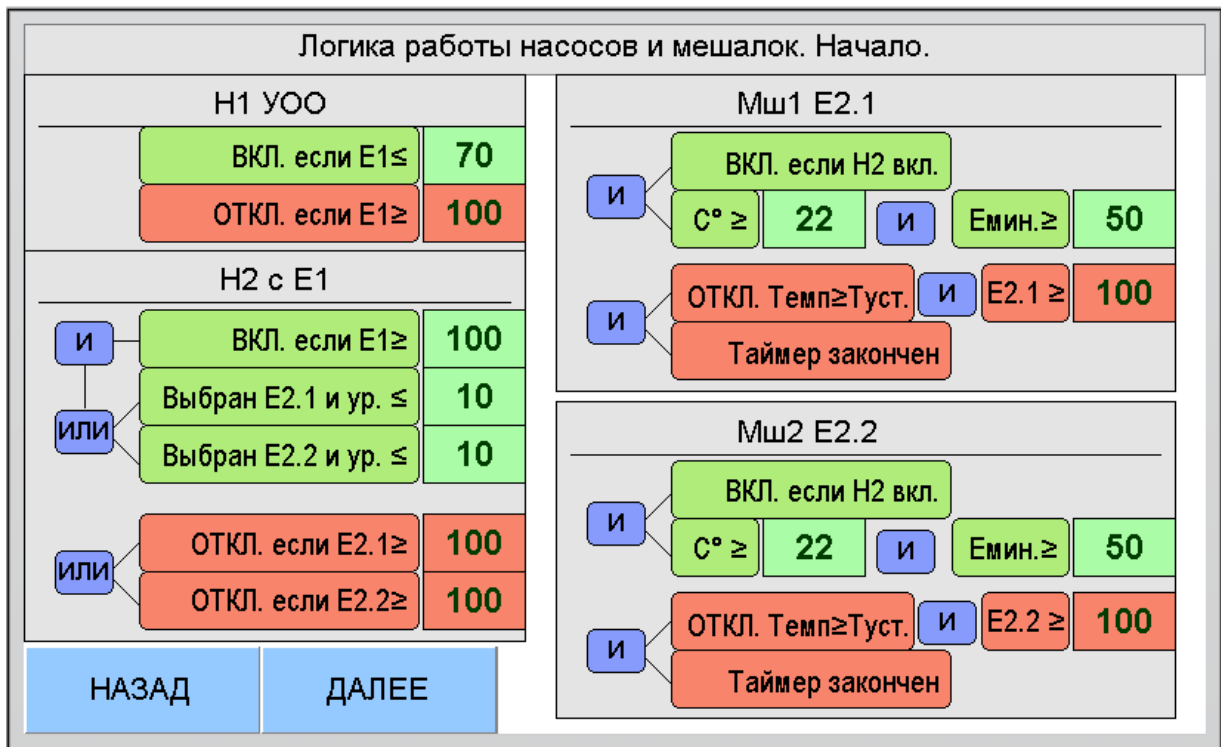 Логика работы насосов и мешалок. Начало.
Н1 УОО
ВКЛ. если Е1≤ 70
ОТКЛ. если Е1≥ 100
Н2 с Е1
И ВКЛ. если Е1≥ 100
ИЛИ
Выбран Е2.1 и ур. ≤ 10
Выбран Е2.2 и ур. ≤ 10
ИЛИ
ОТКЛ. если Е2.1≥ 100
ОТКЛ. если Е2.2≥ 100
Мш1 Е2.1
И
ВКЛ. если Н2 вкл.
С° ≥ 22 И Емин.≥ 50
И
ОТКЛ. Темп≥Туст. И Е2.1 ≥ 100
Таймер закончен
Мш2 Е2.2
И
ВКЛ. если Н2 вкл.
С° ≥ 22 И Емин.≥ 50
И
ОТКЛ. Темп≥Туст. И Е2.2 ≥ 100
Таймер закончен
НАЗАД ДАЛЕЕ